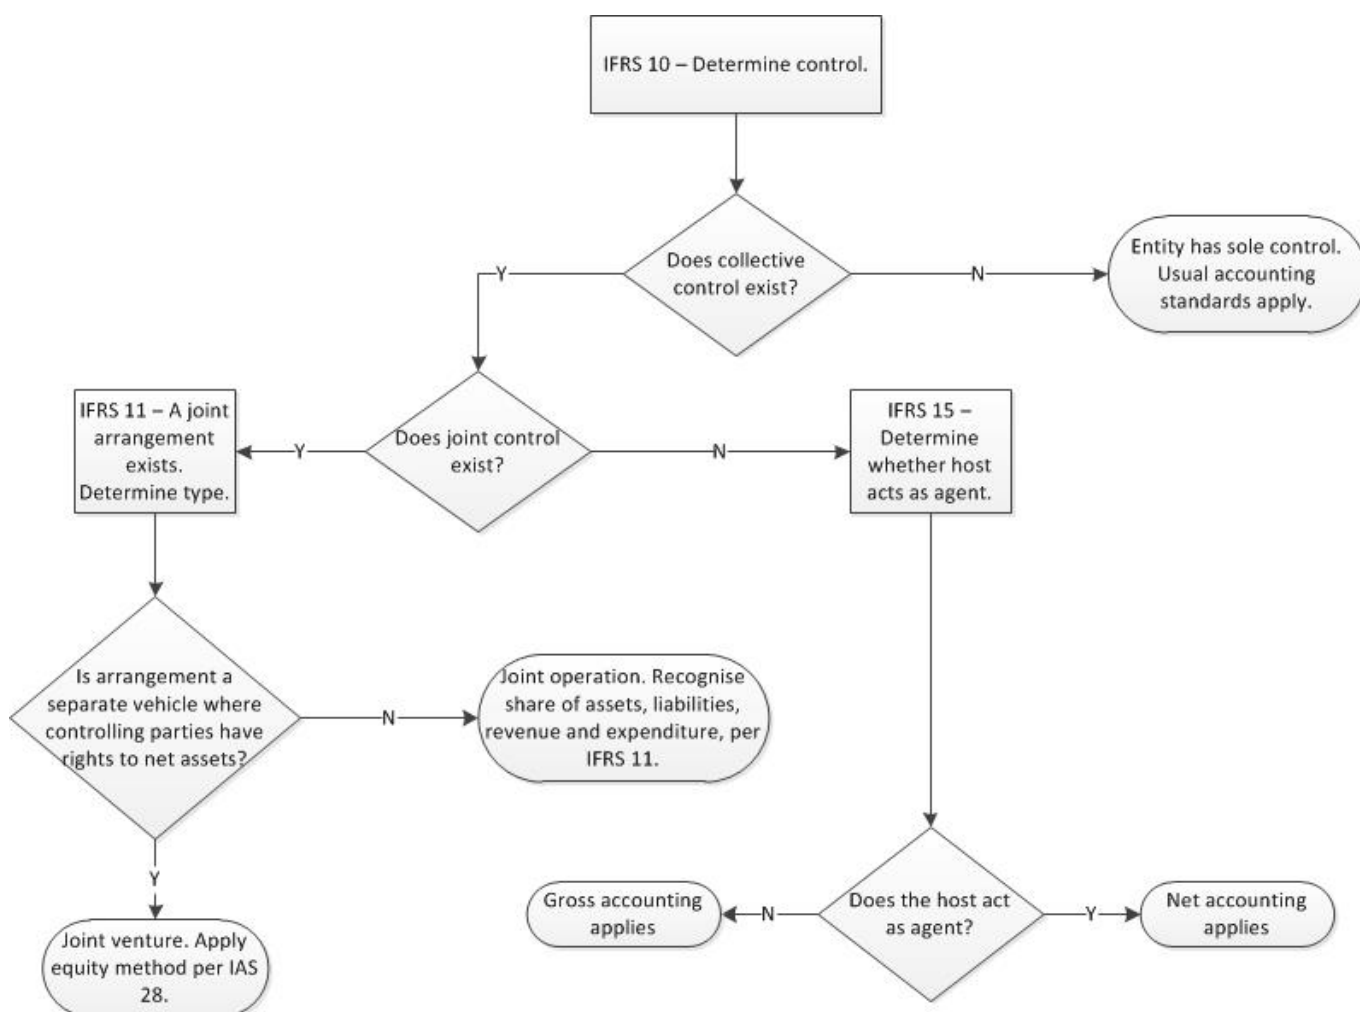 IFRS 10 – Determine control.
Does collective
control exist?
Y
N
Entity has sole control.
Usual accounting
standards apply.
IFRS 11 – A joint
arrangement
exists.
Determine type.
Y
Does joint control
exist?
N
IFRS 15 –
Determine
whether host
acts as agent.
Is arrangement a
separate vehicle where
controlling parties have
rights to net assets?
N
Joint operation. Recognise
share of assets, liabilities,
revenue and expenditure, per
IFRS 11.
Y
Joint venture. Apply
equity method per IAS
28.
Gross accounting
applies
N
Does the host act
as agent?
Y
Net accounting
applies